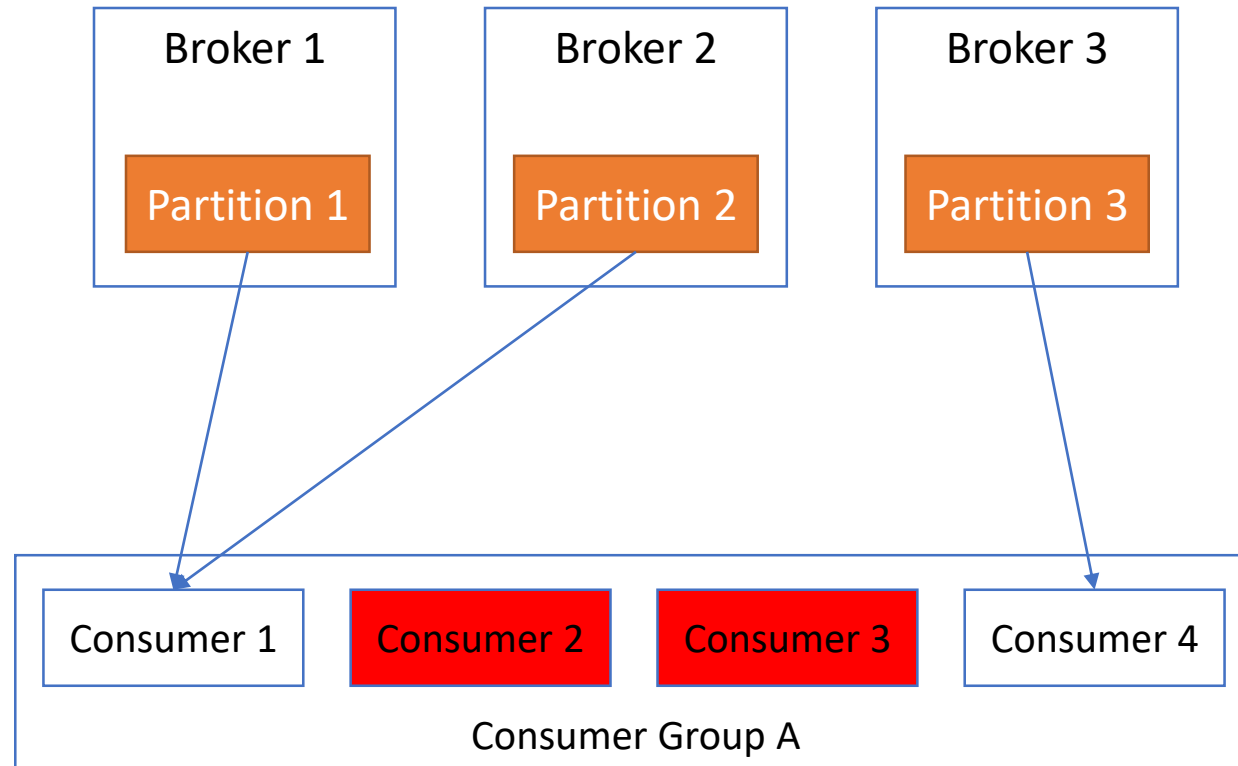 Broker 1
Broker 2
Broker 3
Partition 1
Partition 2
Partition 3
Consumer 1
Consumer 2
Consumer 3
Consumer 4
Consumer Group A